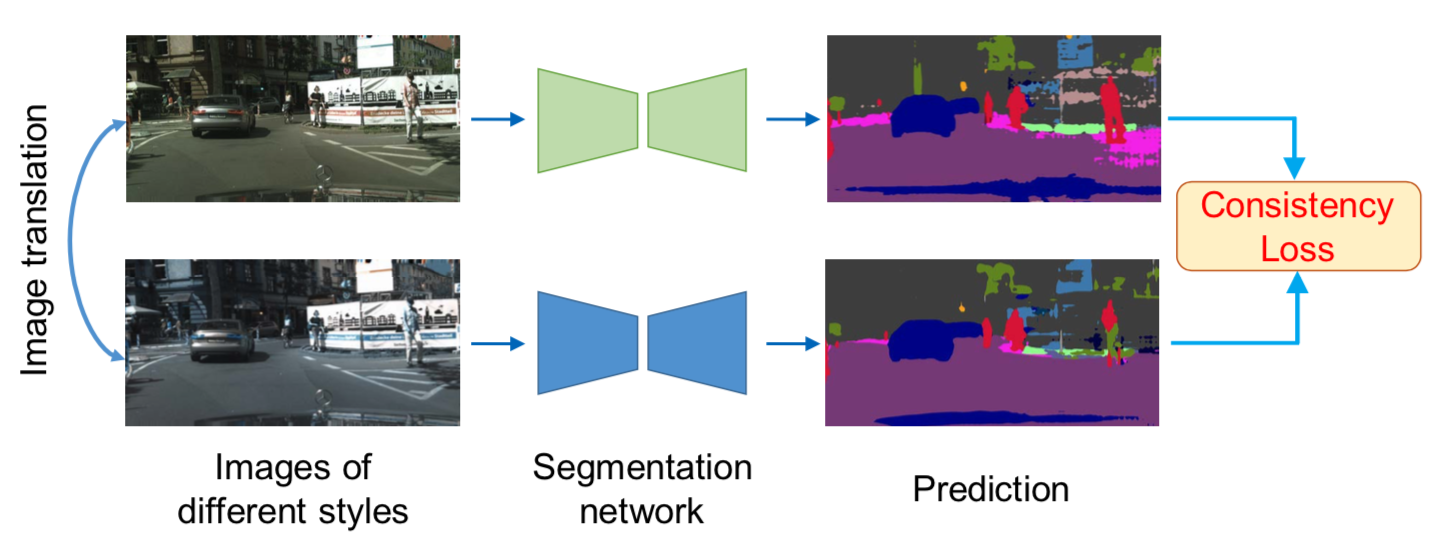 Image translation
Images of
different styles
Segmentation
network
Prediction
Consistency
Loss